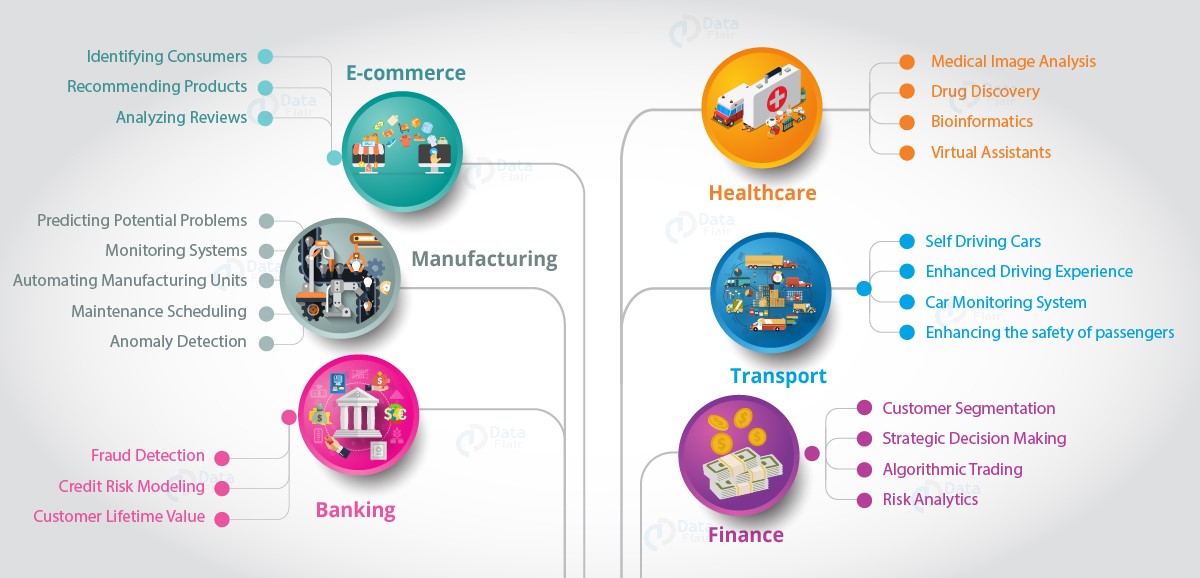 E-commerce
Identifying Consumers
Recommending Products
Analyzing Reviews
Manufacturing
Predicting Potential Problems
Monitoring Systems
Automating Manufacturing Units
Maintenance Scheduling
Anomaly Detection
Banking
Fraud Detection
Credit Risk Modeling
Customer Lifetime Value
Healthcare
Medical Image Analysis
Drug Discovery
Bioinformatics
Virtual Assistants
Transport
Self Driving Cars
Enhanced Driving Experience
Car Monitoring System
Enhancing the safety of passengers
Finance
Customer Segmentation
Strategic Decision Making
Algorithmic Trading
Risk Analytics
Data
Flair